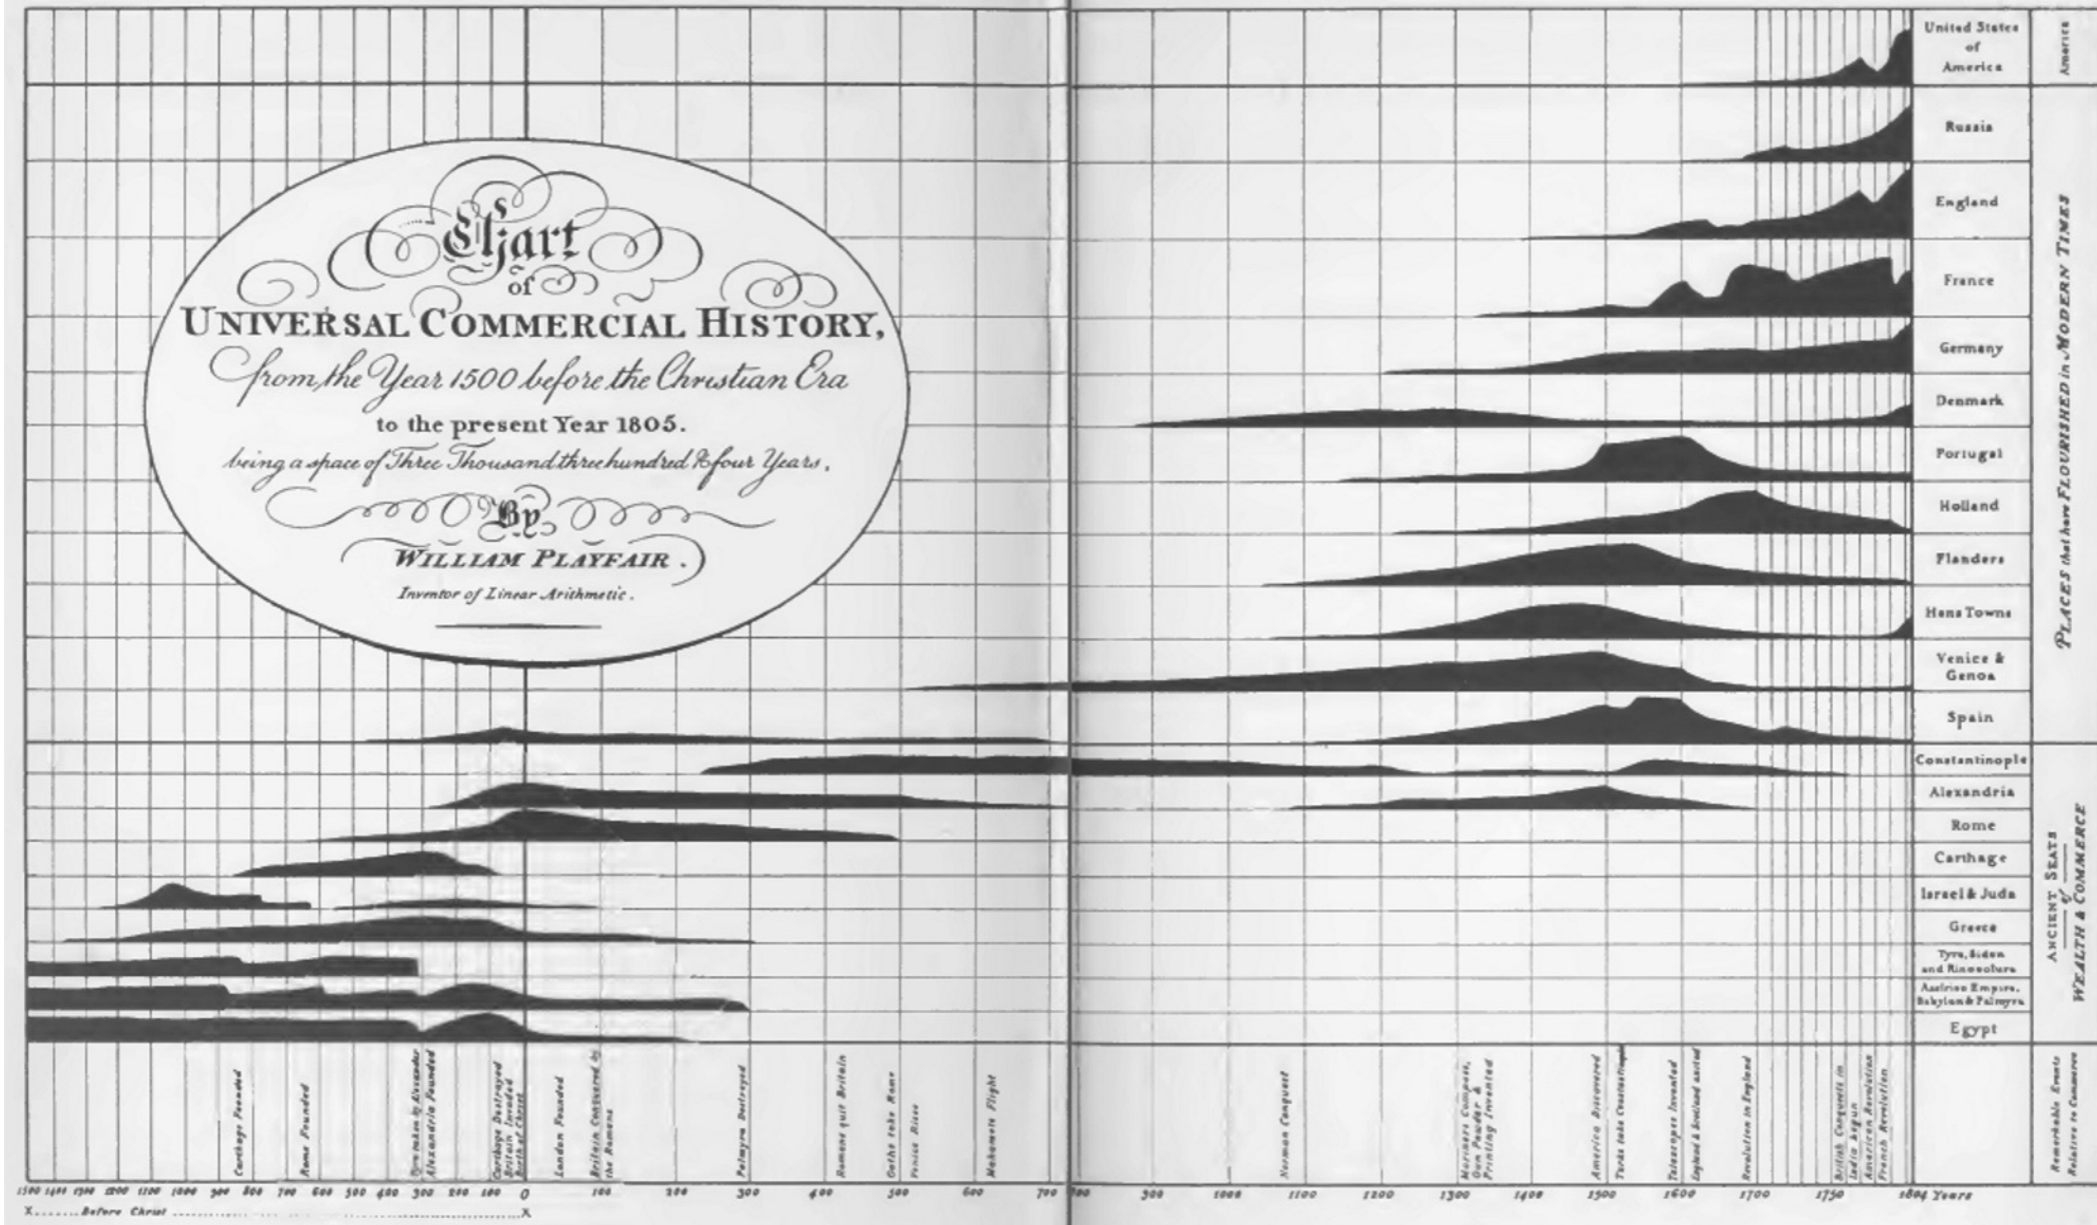 Chart
of
UNIVERSAL COMMERCIAL HISTORY,
from the Year 1500 before the Christian Era
to the present Year 1805.
being a space of Three Thousand three hundred & four Years,
By
WILLIAM PLAYFAIR.
Inventor of Linear Arithmetic.
United States
of
America
Russia
England
France
Germany
Denmark
Portugal
Holland
Flanders
Hans Towns
Venice &
Genoa
Spain
Constantinople
Alexandria
Rome
Carthage
Israel & Juda
Greece
Tyre, Sidon
and Rinocolura
Babylon & Palmyra
Egypt
America
PLACES that have FLOURISHED in MODERN TIMES
ANCIENT SEATS
of
WEALTH & COMMERCE
Remarkable Events
Relative to Commerce
Carthage Founded
Rome Founded
Alexandria Founded
Carthage Destroyed
Britain Invaded
Birth of Christ
London Founded
Britain Conquered by
the Romans
Palmyra Destroyed
Romans quit Britain
Goths take Rome
Venice Rises
Mahomets Flight
Norman Conquest
Mariners Compass,
Gun Powder &
Printing Invented
America Discovered
Turks take Constantinople
Telescopes Invented
England & Scotland united
Revolution in England
British Conquests in
India begun
American Revolution
French Revolution
1500 1400 1300 1200 1100 1000 900 800 700 600 500 400 300 200 100 0 100 200 300 400 500 600 700 800 900 1000 1100 1200 1300 1400 1500 1600 1700 1750 1804 Years
X Before Christ X